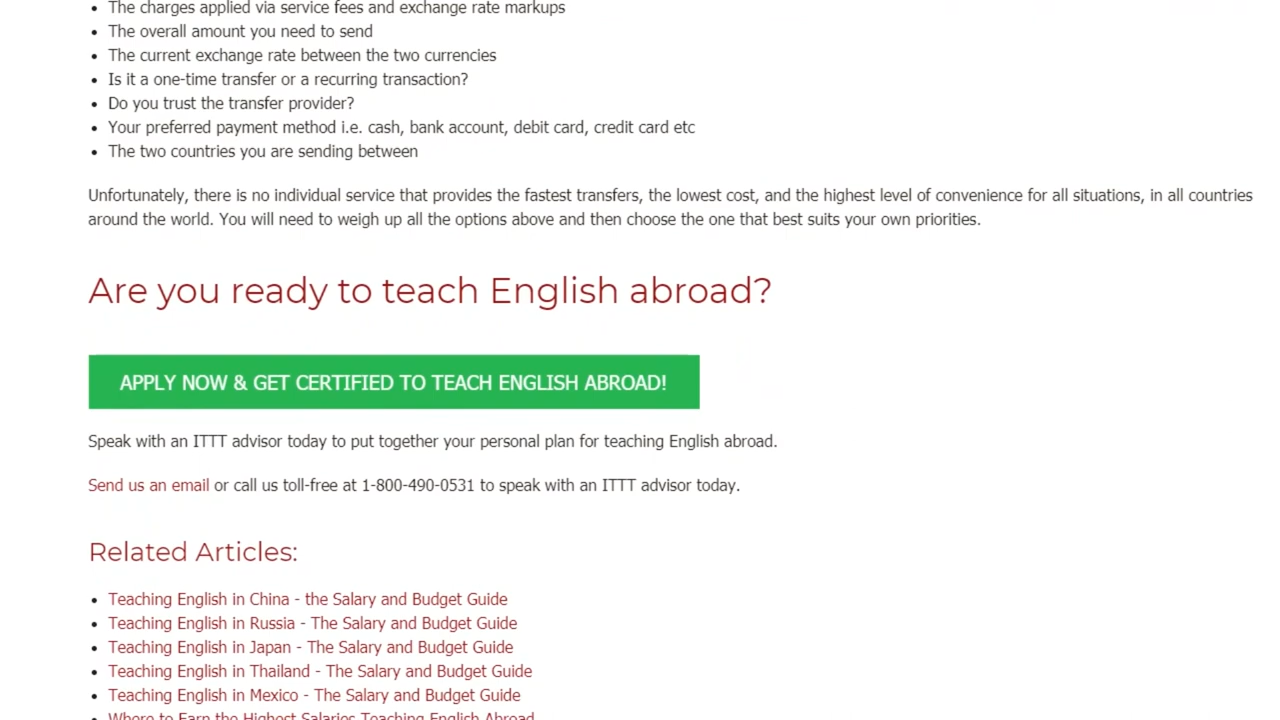 The charges applied via service fees and exchange rate markups
The overall amount you need to send
The current exchange rate between the two currencies
Is it a one-time transfer or a recurring transaction?
Do you trust the transfer provider?
Your preferred payment method i.e. cash, bank account, debit card, credit card etc
The two countries you are sending between
Unfortunately, there is no individual service that provides the fastest transfers, the lowest cost, and the highest level of convenience for all situations, in all countries
around the world. You will need to weigh up all the options above and then choose the one that best suits your own priorities.
Are you ready to teach English abroad?
APPLY NOW & GET CERTIFIED TO TEACH ENGLISH ABROAD!
Speak with an ITTT advisor today to put together your personal plan for teaching English abroad.
Send us an email or call us toll-free at 1-800-490-0531 to speak with an ITTT advisor today.
Related Articles:
Teaching English in China - the Salary and Budget Guide
Teaching English in Russia - The Salary and Budget Guide
Teaching English in Japan - The Salary and Budget Guide
Teaching English in Thailand - The Salary and Budget Guide
Teaching English in Mexico - The Salary and Budget Guide
Where to Earn the Highest Salaries Teaching English Abroad